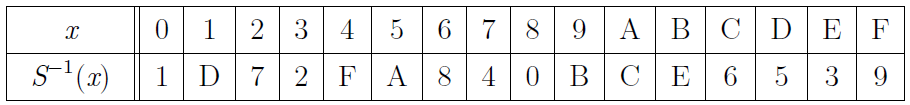 x 0 1 2 3 4 5 6 7 8 9 A B C D E F
S⁻¹(x) 1 D 7 2 F A 8 4 0 B C E 6 5 3 9